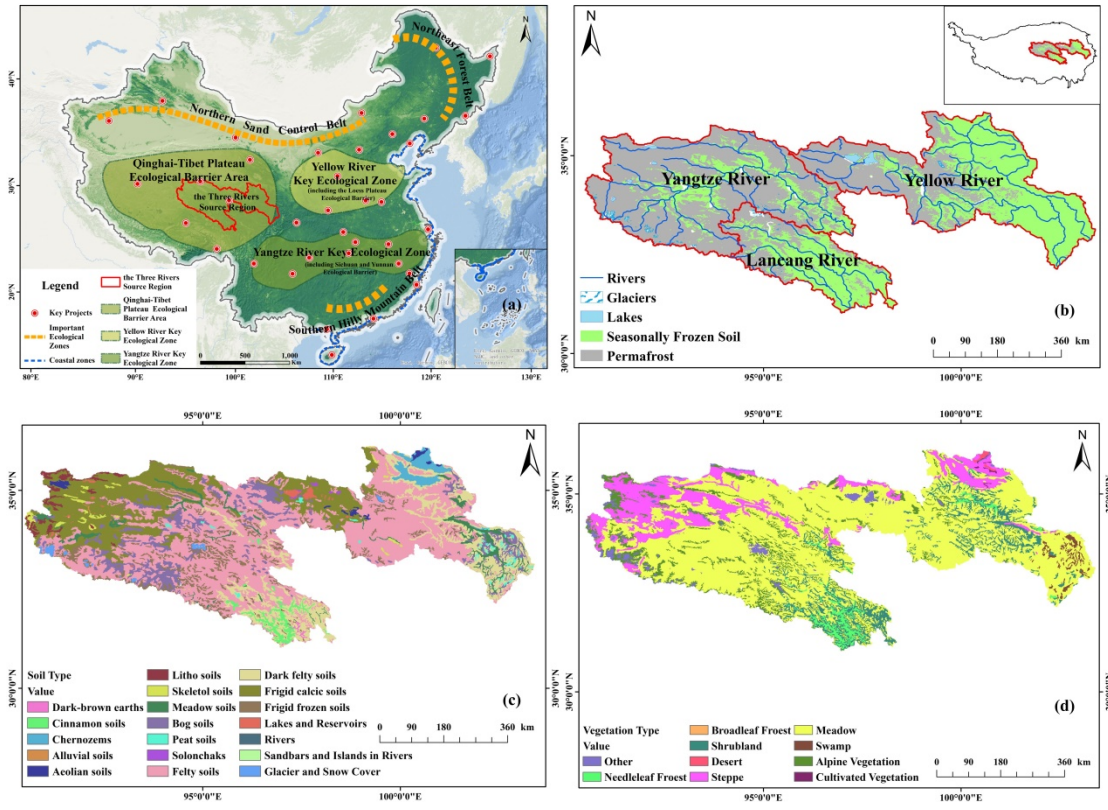 N
Northeast Forest Belt
40°N
Northern Sand Control Belt
Qinghai-Tibet Plateau
Ecological Barrier Area
Yellow River
Key Ecological Zone
(including the Loess Plateau
Ecological Barrier)
30°N
the Three Rivers
Source Region
Yangtze River Key Ecological Zone
(including Sichuan and Yunnan
Ecological Barrier)
20°N
Southern Hilly Mountain Belt
(a)
Legend
Key Projects
Important
Ecological
Zones
Coastal zones
the Three Rivers
Source Region
Qinghai-Tibet
Plateau Ecological
Barrier Area
Yellow River Key
Ecological Zone
Yangtze River Key
Ecological Zone
0 500 1,000
Km
80°E 90°E 100°E 110°E 120°E 130°E
N
35°0'0"N
Yangtze River
Yellow River
Lancang River
30°0'0"N
Rivers
Glaciers
Lakes
Seasonally Frozen Soil
Permafrost
(b)
0 90 180 360 km
95°0'0"E 100°0'0"E
95°0'0"E 100°0'0"E
N
35°0'0"N
30°0'0"N
Soil Type
Value
Dark-brown earths
Cinnamon soils
Chernozems
Alluvial soils
Aeolian soils
Litho soils
Skeletol soils
Meadow soils
Bog soils
Peat soils
Solonchaks
Felty soils
Dark felty soils
Frigid calcic soils
Frigid frozen soils
Lakes and Reservoirs
Rivers
Sandbars and Islands in Rivers
Glacier and Snow Cover
0 90 180 360 km
(c)
95°0'0"E 100°0'0"E
N
35°0'0"N
35°0'0"N
30°0'0"N
30°0'0"N
Vegetation Type
Value
Other
Needlleaf Froest
Broadleaf Froest
Shrubland
Desert
Steppe
Meadow
Swamp
Alpine Vegetation
Cultivated Vegetation
0 90 180 360 km
(d)